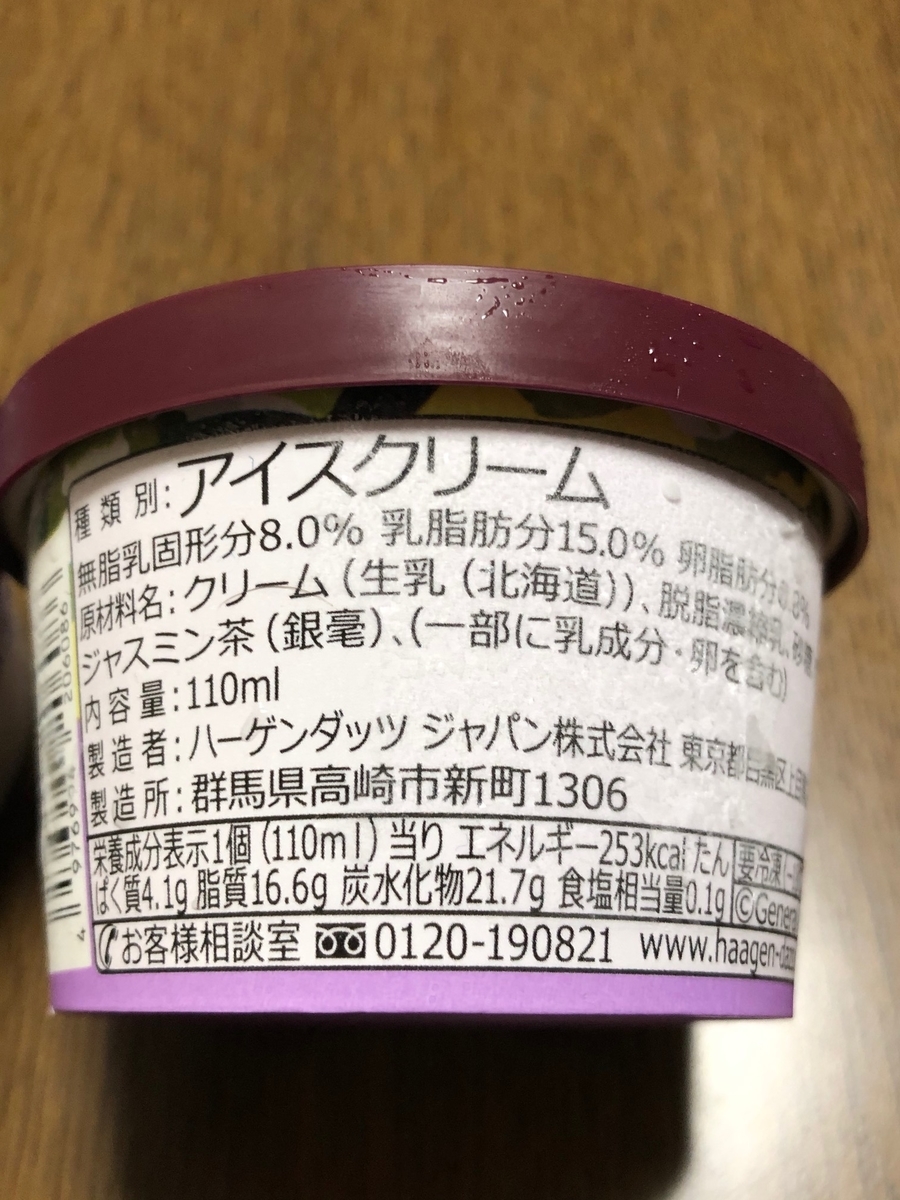 種類別:アイスクリーム
無脂乳固形分8.0% 乳脂肪分15.0% 卵脂肪分0.8%
原材料名:クリーム(生乳(北海道))、脱脂濃縮乳、砂糖
ジャスミン茶(銀毫)、(一部に乳成分・卵を含む)
内容量:110ml
製造者:ハーゲンダッツ ジャパン株式会社 東京都目黒区上目
製造所:群馬県高崎市新町1306
栄養成分表示1個(110ml)当り エネルギー253kcal たん
ぱく質4.1g 脂質16.6g 炭水化物21.7g 食塩相当量0.1g
要冷凍
©General
お客様相談室 0120-190821 www.haagen-daz
4 9769 206086